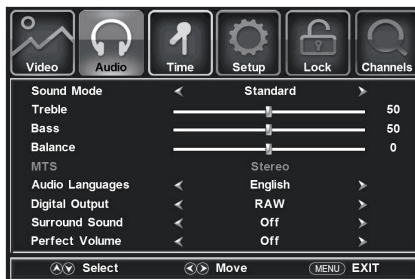 Video Audio Time Setup Lock Channels
Sound Mode Standard
Treble 50
Bass 50
Balance 0
MTS Stereo
Audio Languages English
Digital Output RAW
Surround Sound Off
Perfect Volume Off
Select Move MENU EXIT